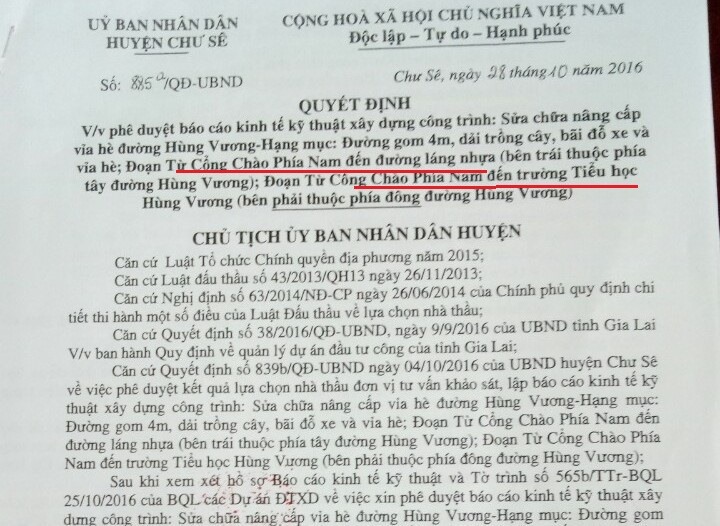 UỶ BAN NHÂN DÂN
HUYỆN CHƯ SÊ
CỘNG HOÀ XÃ HỘI CHỦ NGHĨA VIỆT NAM
Độc lập – Tự do – Hạnh phúc
Số: 885a/QĐ-UBND
Chư Sê, ngày 28 tháng 10 năm 2016
QUYẾT ĐỊNH
V/v phê duyệt báo cáo kinh tế kỹ thuật xây dựng công trình: Sửa chữa nâng cấp
vỉa hè đường Hùng Vương-Hạng mục: Đường gom 4m, dải trồng cây, bãi đỗ xe và
vỉa hè; Đoạn Từ Cổng Chào Phía Nam đến đường láng nhựa (bên trái thuộc phía
tây đường Hùng Vương); Đoạn Từ Công Chào Phía Nam đến trường Tiểu học
Hùng Vương (bên phải thuộc phía đông đường Hùng Vương)
CHỦ TỊCH ỦY BAN NHÂN DÂN HUYỆN
Căn cứ Luật Tổ chức Chính quyền địa phương năm 2015;
Căn cứ Luật đấu thầu số 43/2013/QH13 ngày 26/11/2013;
Căn cứ Nghị định số 63/2014/NĐ-CP ngày 26/06/2014 của Chính phủ quy định chi
tiết thi hành một số điều của Luật Đấu thầu về lựa chọn nhà thầu;
Căn cứ Quyết định số 38/2016/QĐ-UBND, ngày 9/9/2016 của UBND tỉnh Gia Lai
V/v ban hành Quy định về quản lý dự án đầu tư công của tỉnh Gia Lai;
Căn cứ Quyết định số 839b/QĐ-UBND ngày 04/10/2016 của UBND huyện Chư Sê
về việc phê duyệt kết quả lựa chọn nhà thầu đơn vị tư vấn khảo sát, lập báo cáo kinh tế kỹ
thuật xây dựng công trình: Sửa chữa nâng cấp vỉa hè đường Hùng Vương-Hạng mục:
Đường gom 4m, dải trồng cây, bãi đỗ xe và vỉa hè; Đoạn Từ Cổng Chào Phía Nam đến
đường láng nhựa (bên trái thuộc phía tây đường Hùng Vương); Đoạn Từ Cổng Chào Phía
Nam đến trường Tiểu học Hùng Vương (bên phải thuộc phía đông đường Hùng Vương);
Sau khi xem xét hồ sơ Báo cáo kinh tế kỹ thuật và Tờ trình số 565b/TTr-BQL
25/10/2016 của BQL các Dự án ĐTXD về việc xin phê duyệt báo cáo kinh tế kỹ thuật xây
dựng công trình: Sửa chữa nâng cấp vỉa hè đường Hùng Vương-Hạng mục: Đường